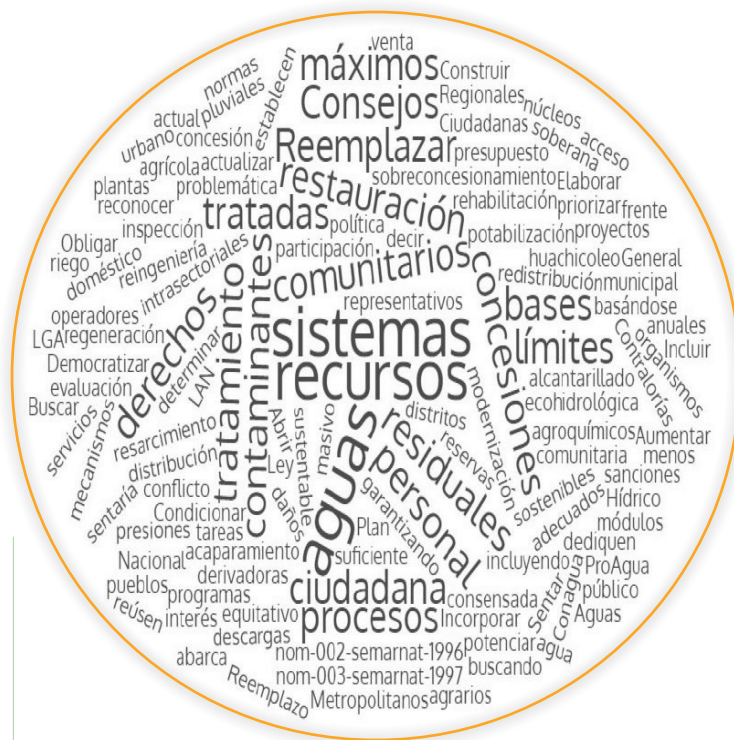 venta
máximos
Construir
normas
establecen
Consejos
Regionales
núcleos
actual
pluviales
Ciudadanas
soberana
acceso
urbano
concesión
Reemplazar
presupuesto
agrícola
actualizar
restauración
sobreconcesionamiento
Elaborar
plantas
problemática
rehabilitación
priorizar
frente
reconocer
tratadas
política
decir
potabilización
proyectos
inspección
participación
comunitarios
huachicoleo
General
Obligar
intrasectoriales
redistribución
municipal
riego
doméstico
reingeniería
contaminantes
concesiones
bases
basándose
representativos
operadores
derechos
tratamiento
sistemas
límites
anuales
LGA
regeneración
determinar
Contralorías
organismos
Incluir
Democratizar
LAN
recursos
modernización
alcantarillado
evaluación
ecohidrológica
Buscar
servicios
mecanismos
resarcimiento
Abrir
sustentable
masivo
aguas
residuales
distritos
reservas
agroquímicos
Aumentar
distribución
Ley
personal
comunitaria
menos
sentaría
conflicto
daños
garantizando
sostenibles
sanciones
Condicionar
adecuados
Hídrico
presiones
tareas
Plan
módulos
Nacional
acaparamiento
suficiente
incluyendo
dediquen
pueblos
derivadoras
ciudadana
Sentar
Conagua
ProAgua
programas
consensada
público
reúsen
interés
equitativo
procesos
Incorporar
Aguas
descargas
potenciar
agua
abarca
nom-002-semarnat-1996
buscando
Reemplazo
nom-003-semarnat-1997
Metropolitanos
agrarios